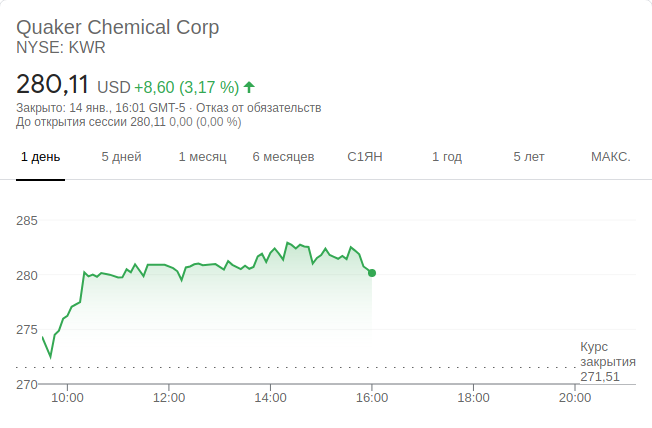 Quaker Chemical Corp
NYSE: KWR
280,11 USD +8,60 (3,17 %)
Закрыто: 14 янв., 16:01 GMT-5 · Отказ от обязательств
До открытия сессии 280,11 0,00 (0,00 %)
1 день 5 дней 1 месяц 6 месяцев С1ЯН 1 год 5 лет МАКС.
285
280
275
Курс
закрытия
271,51
270
10:00 12:00 14:00 16:00 18:00 20:00